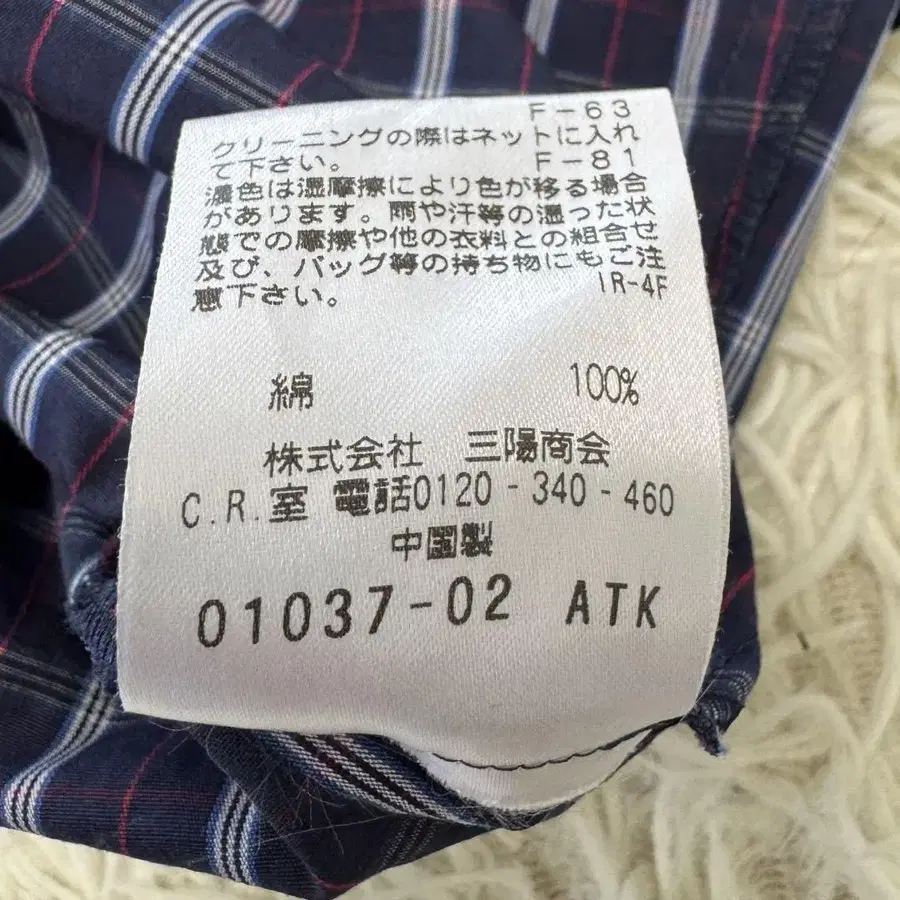 F-63
クリーニングの際はネットに入れ
て下さい。 F-81
濃色は湿摩擦により色が移る場合
があります。雨や汗等の湿った状
態での摩擦や他の衣料との組合せ
及び、バッグ等の持ち物にもご注
意下さい。 IR-4F
綿 100%
株式会社 三陽商会
C.R.室 電話0120-340-460
中国製
01037-02 ATK